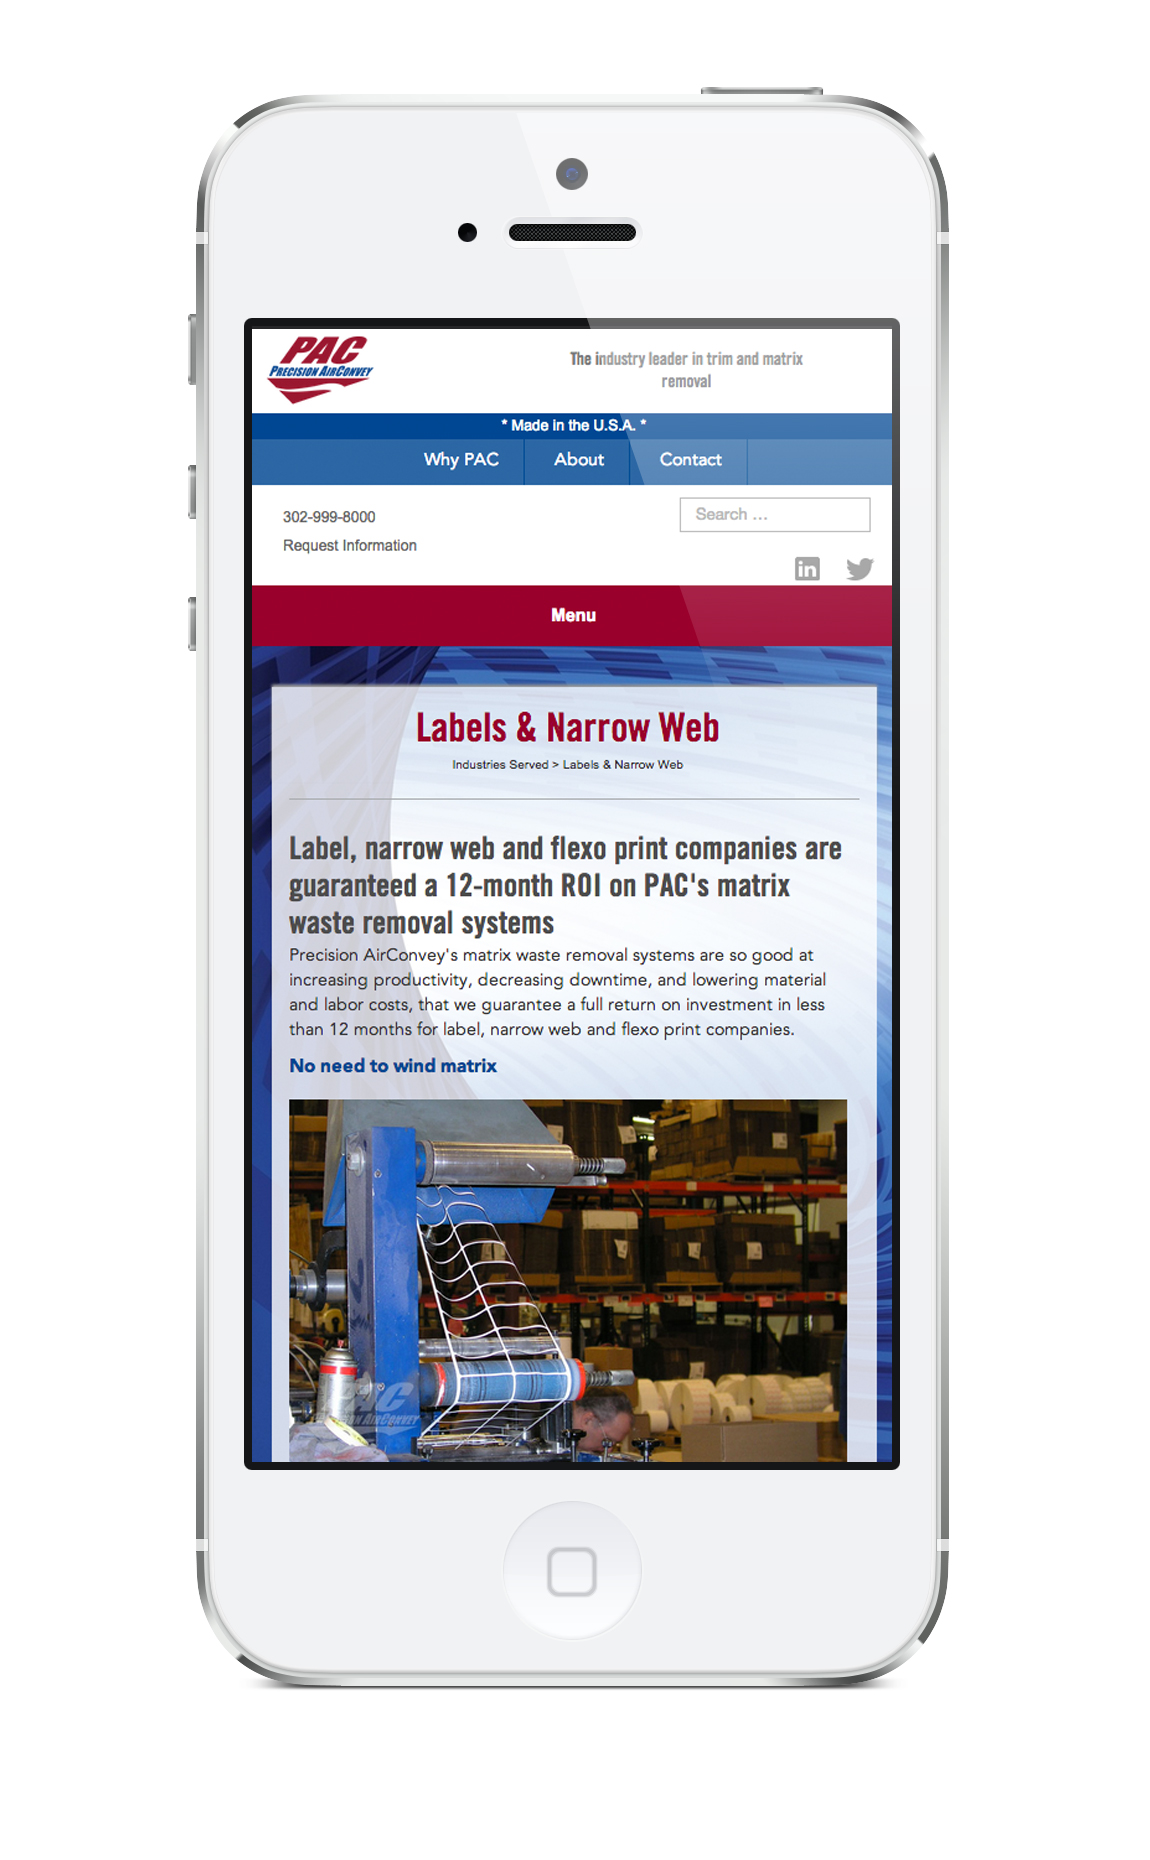 PAC
PRECISION AIRCONVEY
The industry leader in trim and matrix
removal
* Made in the U.S.A. *
Why PAC
About
Contact
302-999-8000
Request Information
Search ...
in
Menu
Labels & Narrow Web
Industries Served > Labels & Narrow Web
Label, narrow web and flexo print companies are
guaranteed a 12-month ROI on PAC's matrix
waste removal systems
Precision AirConvey's matrix waste removal systems are so good at
increasing productivity, decreasing downtime, and lowering material
and labor costs, that we guarantee a full return on investment in less
than 12 months for label, narrow web and flexo print companies.
No need to wind matrix
PAC
PRECISION AIRCONVEY